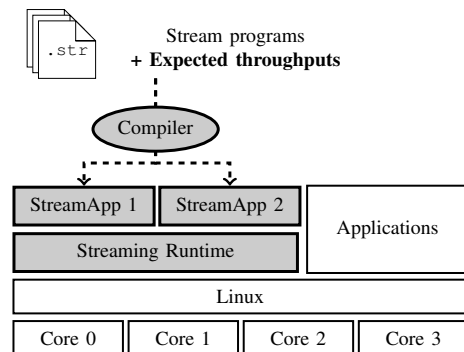 .str
Stream programs
+ Expected throughputs
Compiler
StreamApp 1
StreamApp 2
Applications
Streaming Runtime
Linux
Core 0
Core 1
Core 2
Core 3